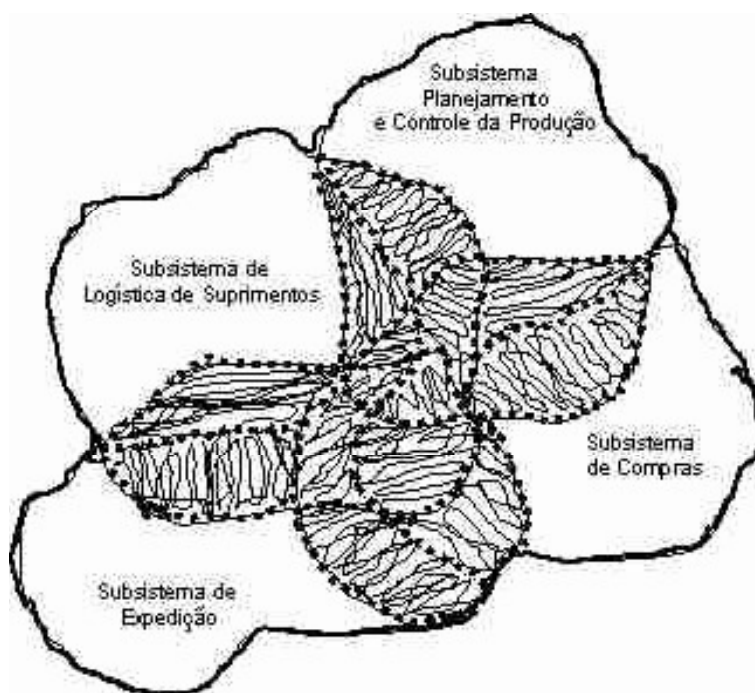 Subsistema
Planejamento
e Controle da Produção
Subsistema de
Logística de Suprimentos
Subsistema
de Compras
Subsistema de
Expedição